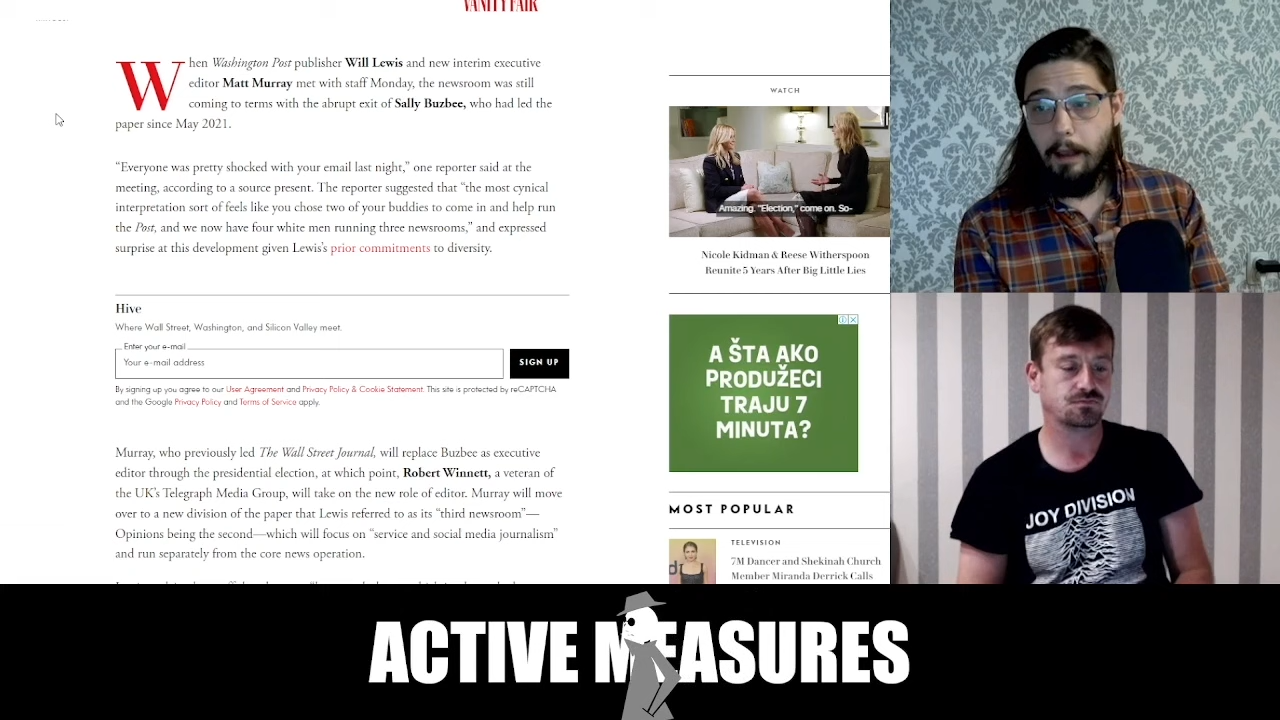 VANITY FAIR
When Washington Post publisher Will Lewis and new interim executive
editor Matt Murray met with staff Monday, the newsroom was still
coming to terms with the abrupt exit of Sally Buzbee, who had led the
paper since May 2021.
“Everyone was pretty shocked with your email last night,” one reporter said at the
meeting, according to a source present. The reporter suggested that “the most cynical
interpretation sort of feels like you chose two of your buddies to come in and help run
the Post, and we now have four white men running three newsrooms,” and expressed
surprise at this development given Lewis’s prior commitments to diversity.
Hive
Where Wall Street, Washington, and Silicon Valley meet.
Enter your e-mail
Your e-mail address
SIGN UP
By signing up you agree to our User Agreement and Privacy Policy & Cookie Statement. This site is protected by reCAPTCHA
and the Google Privacy Policy and Terms of Service apply.
Murray, who previously led The Wall Street Journal, will replace Buzbee as executive
editor through the presidential election, at which point, Robert Winnett, a veteran of
the UK’s Telegraph Media Group, will take on the new role of editor. Murray will move
over to a new division of the paper that Lewis referred to as its “third newsroom”—
Opinions being the second—which will focus on “service and social media journalism”
and run separately from the core news operation.
WATCH
Amazing. "Election," come on. So-
Nicole Kidman & Reese Witherspoon
Reunite 5 Years After Big Little Lies
A ŠTA AKO
PRODUŽECI
TRAJU 7
MINUTA?
MOST POPULAR
TELEVISION
7M Dancer and Shekinah Church
Member Miranda Derrick Calls
JOY DIVISION
ACTIVE MEASURES